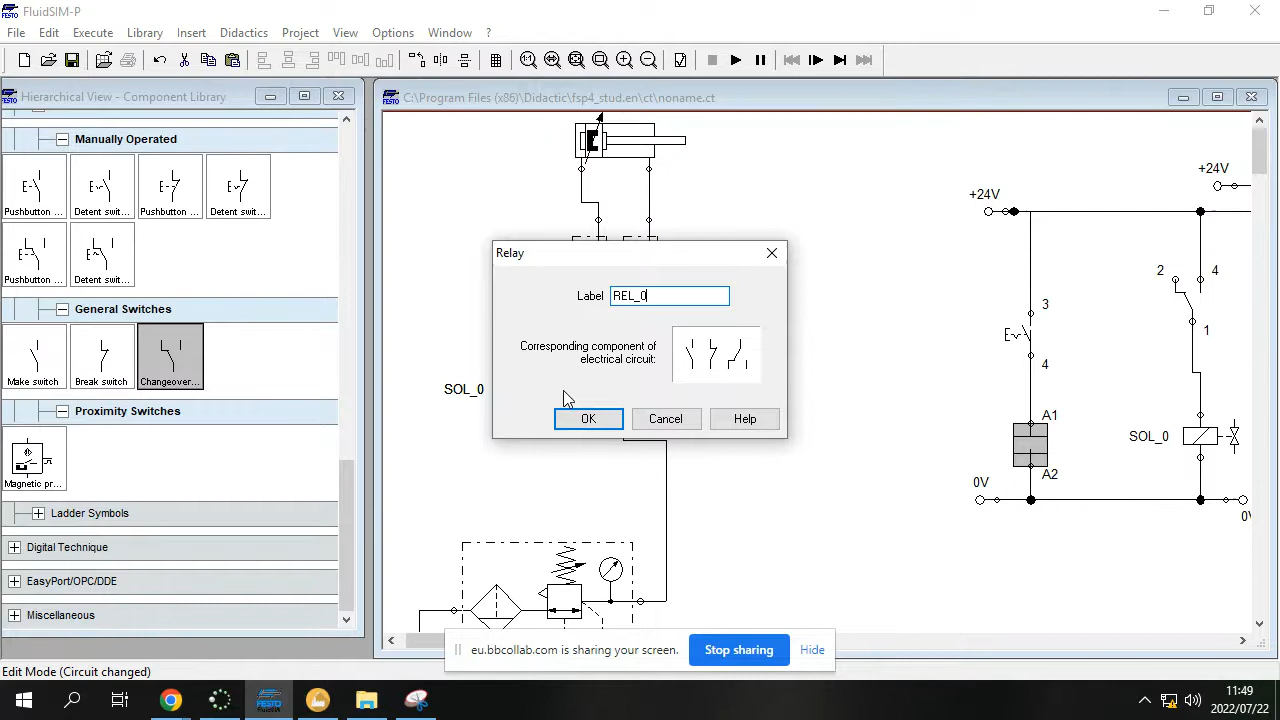 FluidSIM-P
File Edit Execute Library Insert Didactics Project View Options Window ?
Hierarchical View - Component Library
Manually Operated
Pushbutton ... Detent swit... Pushbutton ... Detent swit...
Pushbutton ... Detent swit...
General Switches
Make switch Break switch Changeover...
Proximity Switches
Magnetic pr...
Ladder Symbols
Digital Technique
EasyPort/OPC/DDE
Miscellaneous
C:\Program Files (x86)\Didactic\fsp4_stud.en\ct\noname.ct
+24V
+24V
2 4
3
1
4
SOL_0
A1
SOL_0
A2
0V
0V
Relay
Label REL_0
Corresponding component of
electrical circuit:
OK Cancel Help
eu.bbcollab.com is sharing your screen. Stop sharing Hide
Edit Mode (Circuit changed)
11:49
2022/07/22